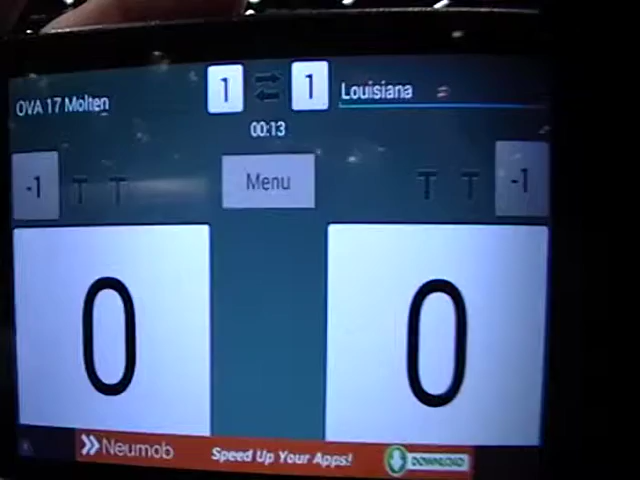 OVA 17 Molten 1 1 Louisiana
00:13
-1 T T Menu T T -1
0 0
Neumob Speed Up Your Apps! DOWNLOAD